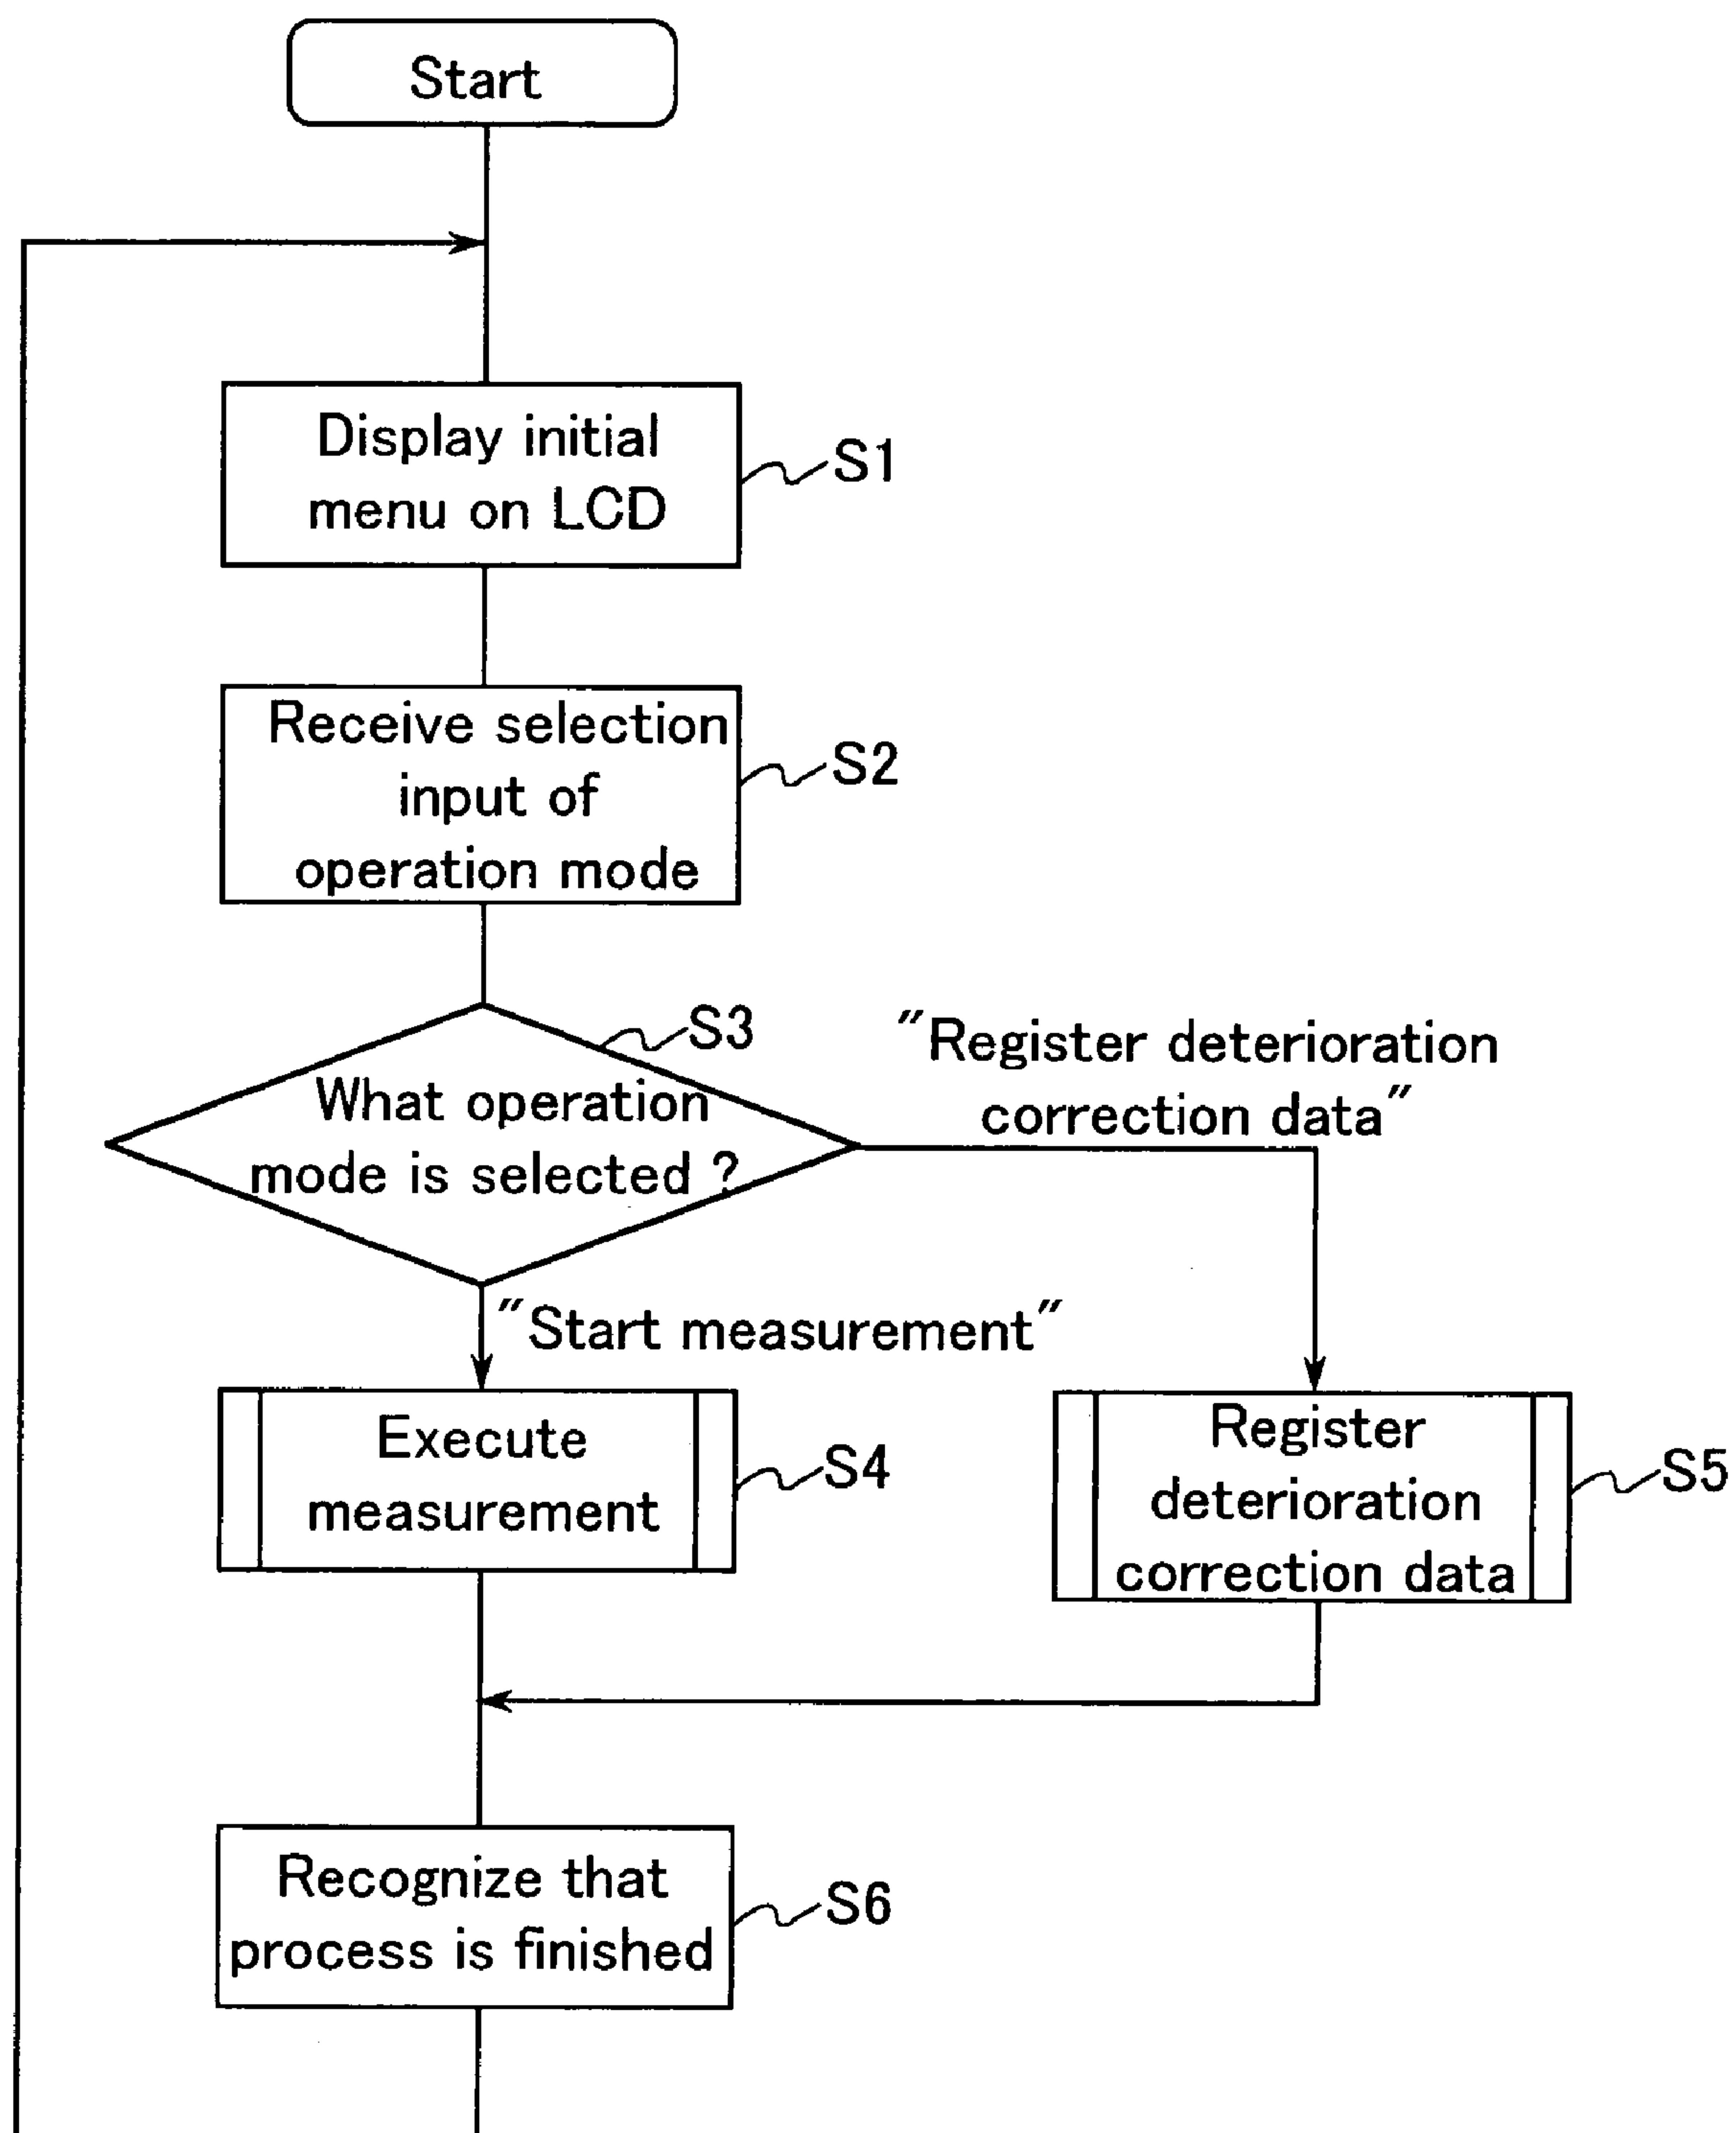 Start
Display initial
menu on LCD
S1
Receive selection
input of
operation mode
S2
S3
What operation
mode is selected ?
"Register deterioration
correction data"
"Start measurement"
Execute
measurement
S4
Register
deterioration
correction data
S5
Recognize that
process is finished
S6